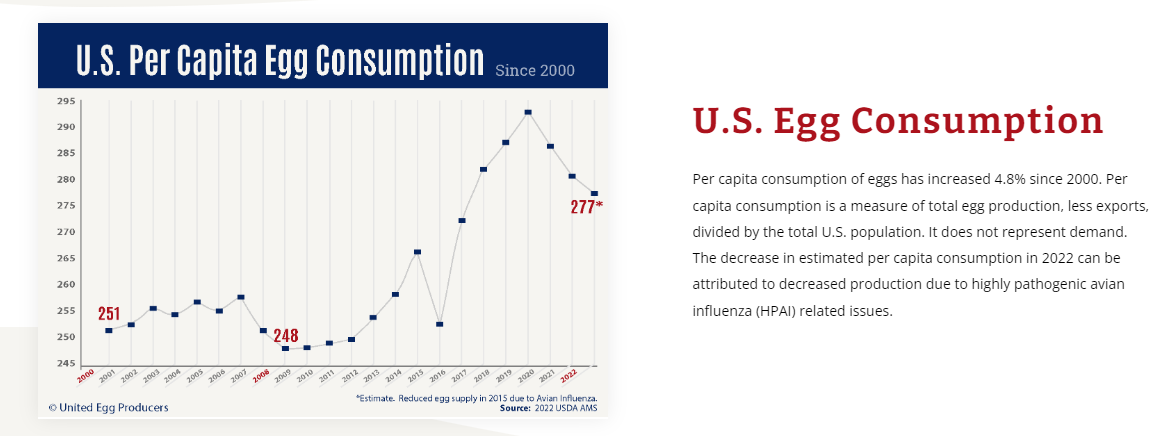 U.S. Per Capita Egg Consumption Since 2000
295
290
285
280
275
270
265
260
255
250
245
251
248
277*
2000 2001 2002 2003 2004 2005 2006 2007 2008 2009 2010 2011 2012 2013 2014 2015 2016 2017 2018 2019 2020 2021 2022
*Estimate. Reduced egg supply in 2015 due to Avian Influenza.
© United Egg Producers
Source: 2022 USDA AMS
U.S. Egg Consumption
Per capita consumption of eggs has increased 4.8% since 2000. Per
capita consumption is a measure of total egg production, less exports,
divided by the total U.S. population. It does not represent demand.
The decrease in estimated per capita consumption in 2022 can be
attributed to decreased production due to highly pathogenic avian
influenza (HPAI) related issues.